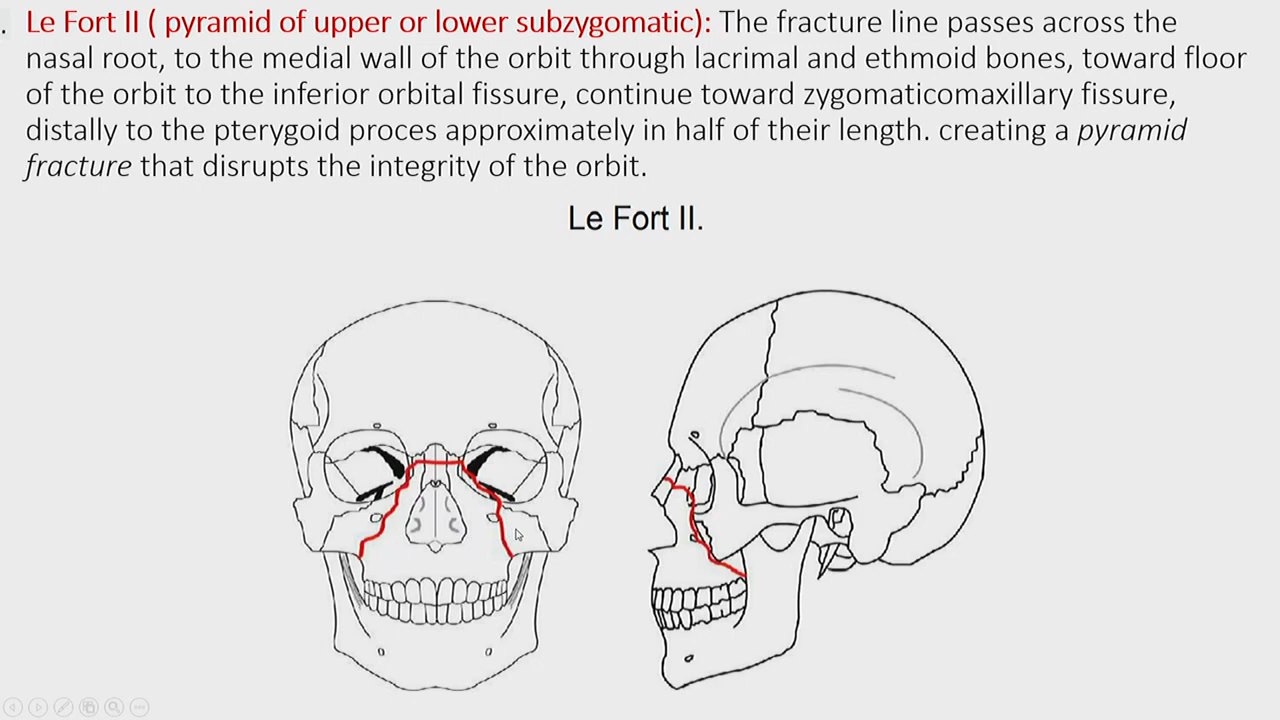 . Le Fort II ( pyramid of upper or lower subzygomatic): The fracture line passes across the
nasal root, to the medial wall of the orbit through lacrimal and ethmoid bones, toward floor
of the orbit to the inferior orbital fissure, continue toward zygomaticomaxillary fissure,
distally to the pterygoid proces approximately in half of their length. creating a pyramid
fracture that disrupts the integrity of the orbit.
Le Fort II.